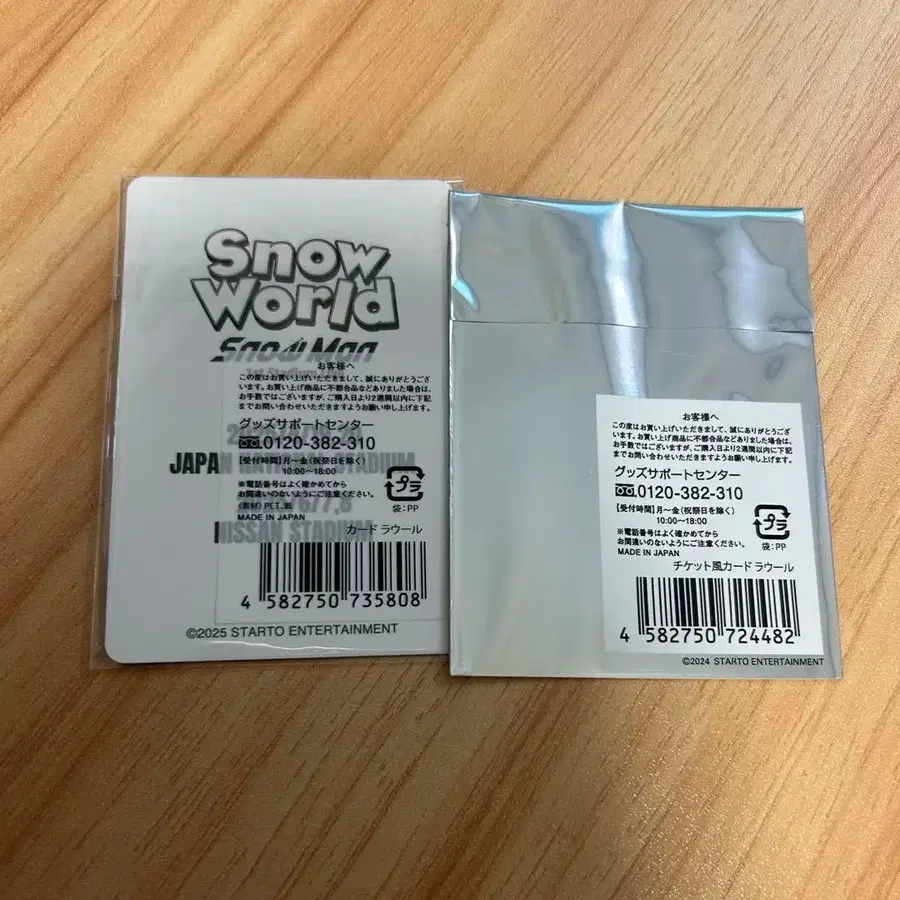 Snow
World
Snow Man
1st Stadium
お客様へ
この度はお買い上げいただきまして、誠にありがとうござ
います。お買い上げ商品に不都合品などありました場合は、
お手数ではございますが、ご購入日より2週間以内に下記
までお問い合わせいただきますようお願い申し上げます。
グッズサポートセンター
0120-382-310
【受付時間】月〜金(祝祭日を除く)
10:00〜18:00
JAPAN STADIUM
※電話番号はよく確かめてから
お間違いのないようにご注意ください。
(素材) PET、紙
MADE IN JAPAN
プラ
袋:PP
NISSAN STADIUM
カード ラウール
4 582750 735808
©2025 STARTO ENTERTAINMENT
お客様へ
この度はお買い上げいただきまして、誠にありがとうござ
います。お買い上げ商品に不都合品などありました場合は、
お手数ではございますが、ご購入日より2週間以内に下記
までお問い合わせいただきますようお願い申し上げます。
グッズサポートセンター
0120-382-310
【受付時間】月〜金(祝祭日を除く)
10:00〜18:00
※電話番号はよく確かめてから
お間違いのないようにご注意ください。
MADE IN JAPAN
プラ
袋:PP
チケット風カード ラウール
4 582750 724482
©2024 STARTO ENTERTAINMENT